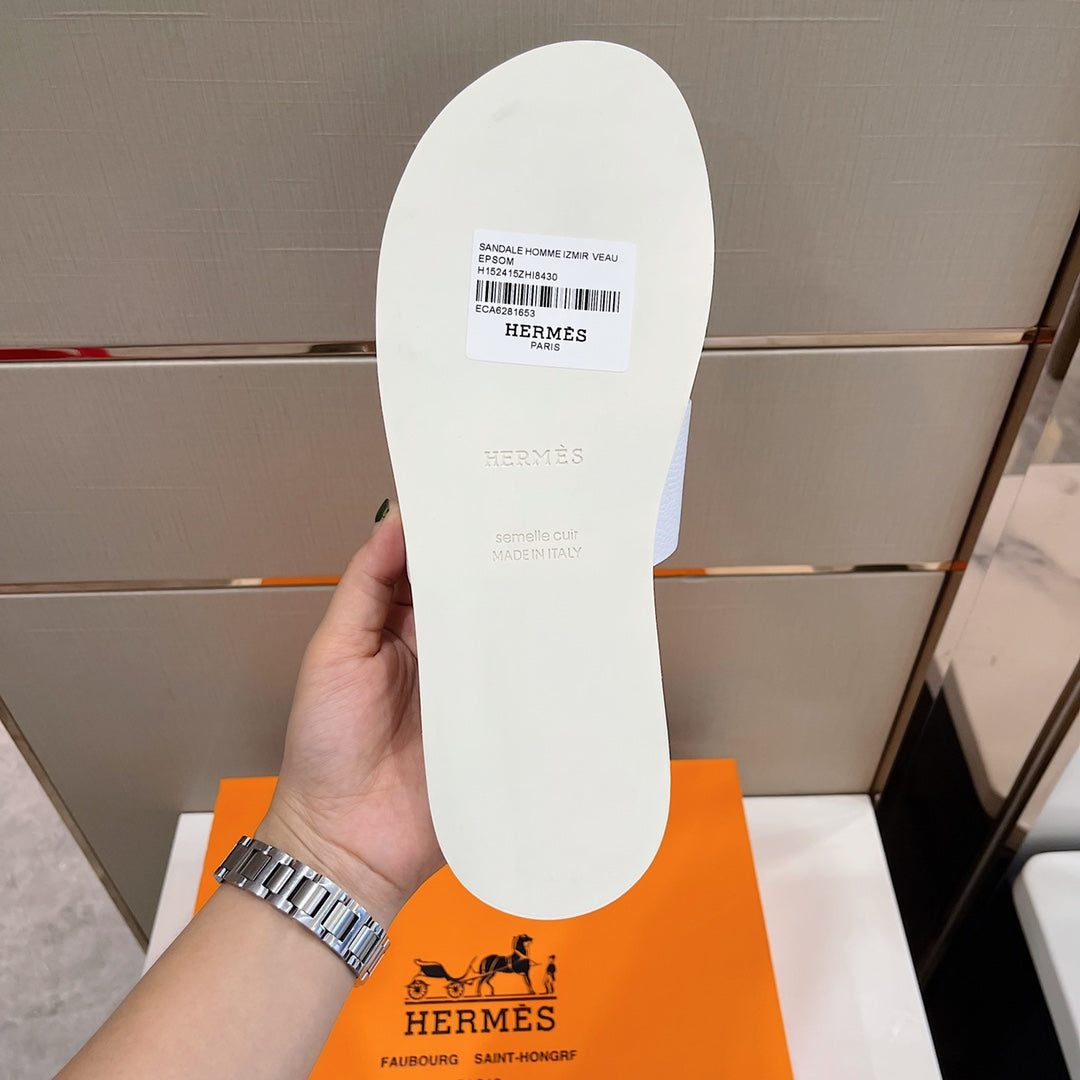 SANDALE HOMME IZMIR VEAU
EPSOM
H152415ZHI8430
ECA6281653
HERMÈS
PARIS
HERMÈS
semelle cuir
MADE IN ITALY
HERMÈS
FAUBOURG SAINT-HONGRF